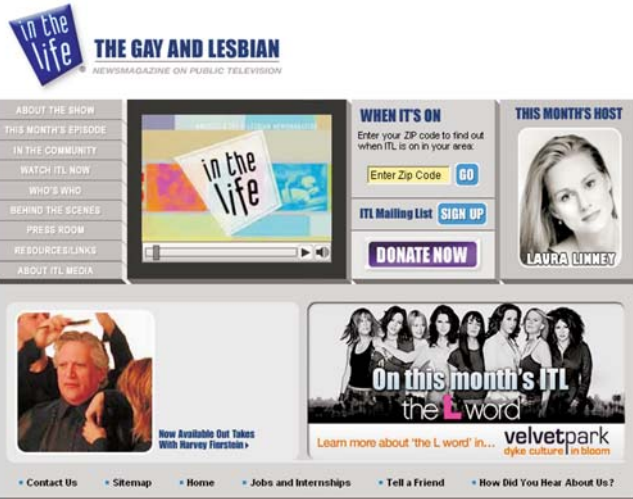 in the
life
THE GAY AND LESBIAN
NEWSMAGAZINE ON PUBLIC TELEVISION
ABOUT THE SHOW
THIS MONTH'S EPISODE
IN THE COMMUNITY
WATCH ITL NOW
WHO'S WHO
BEHIND THE SCENES
PRESS ROOM
RESOURCES/LINKS
ABOUT ITL MEDIA
in the
life
WHEN IT'S ON
Enter your ZIP code to find out
when ITL is on in your area:
Enter Zip Code GO
ITL Mailing List SIGN UP
DONATE NOW
THIS MONTH'S HOST
LAURA LINNEY
Now Available Out Takes
With Harvey Fierstein
On this month's ITL
the L word
Learn more about 'the L word' in...
velvetpark
dyke culture in bloom
Contact Us Sitemap Home Jobs and Internships Tell a Friend How Did You Hear About Us?